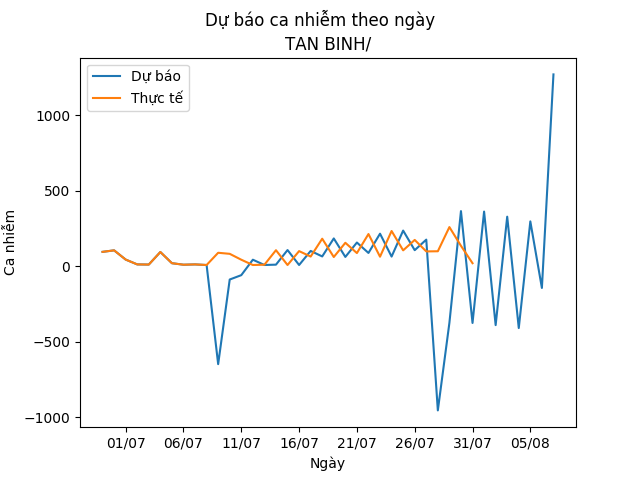 Dự báo ca nhiễm theo ngày
TAN BINH/
Dự báo
Thực tế
Ca nhiễm
1000
500
0
−500
−1000
01/07 06/07 11/07 16/07 21/07 26/07 31/07 05/08
Ngày